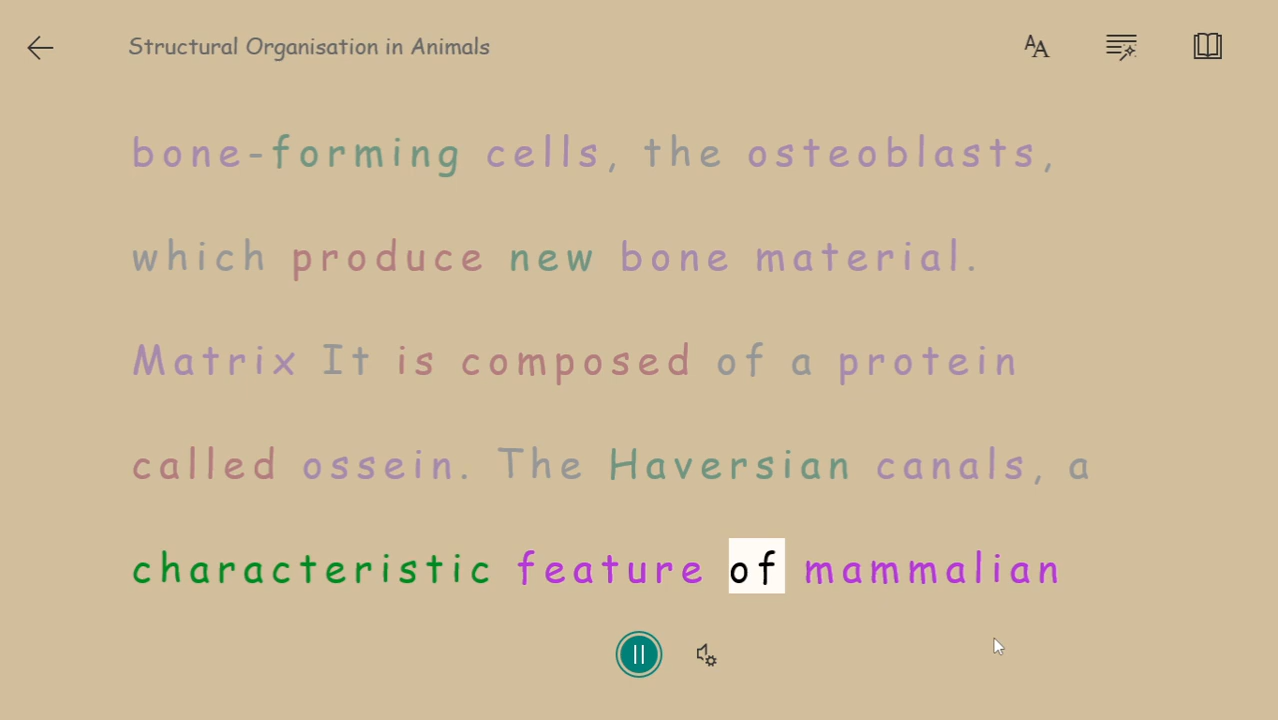 Structural Organisation in Animals
bone-forming cells, the osteoblasts,
which produce new bone material.
Matrix It is composed of a protein
called ossein. The Haversian canals, a
characteristic feature of mammalian